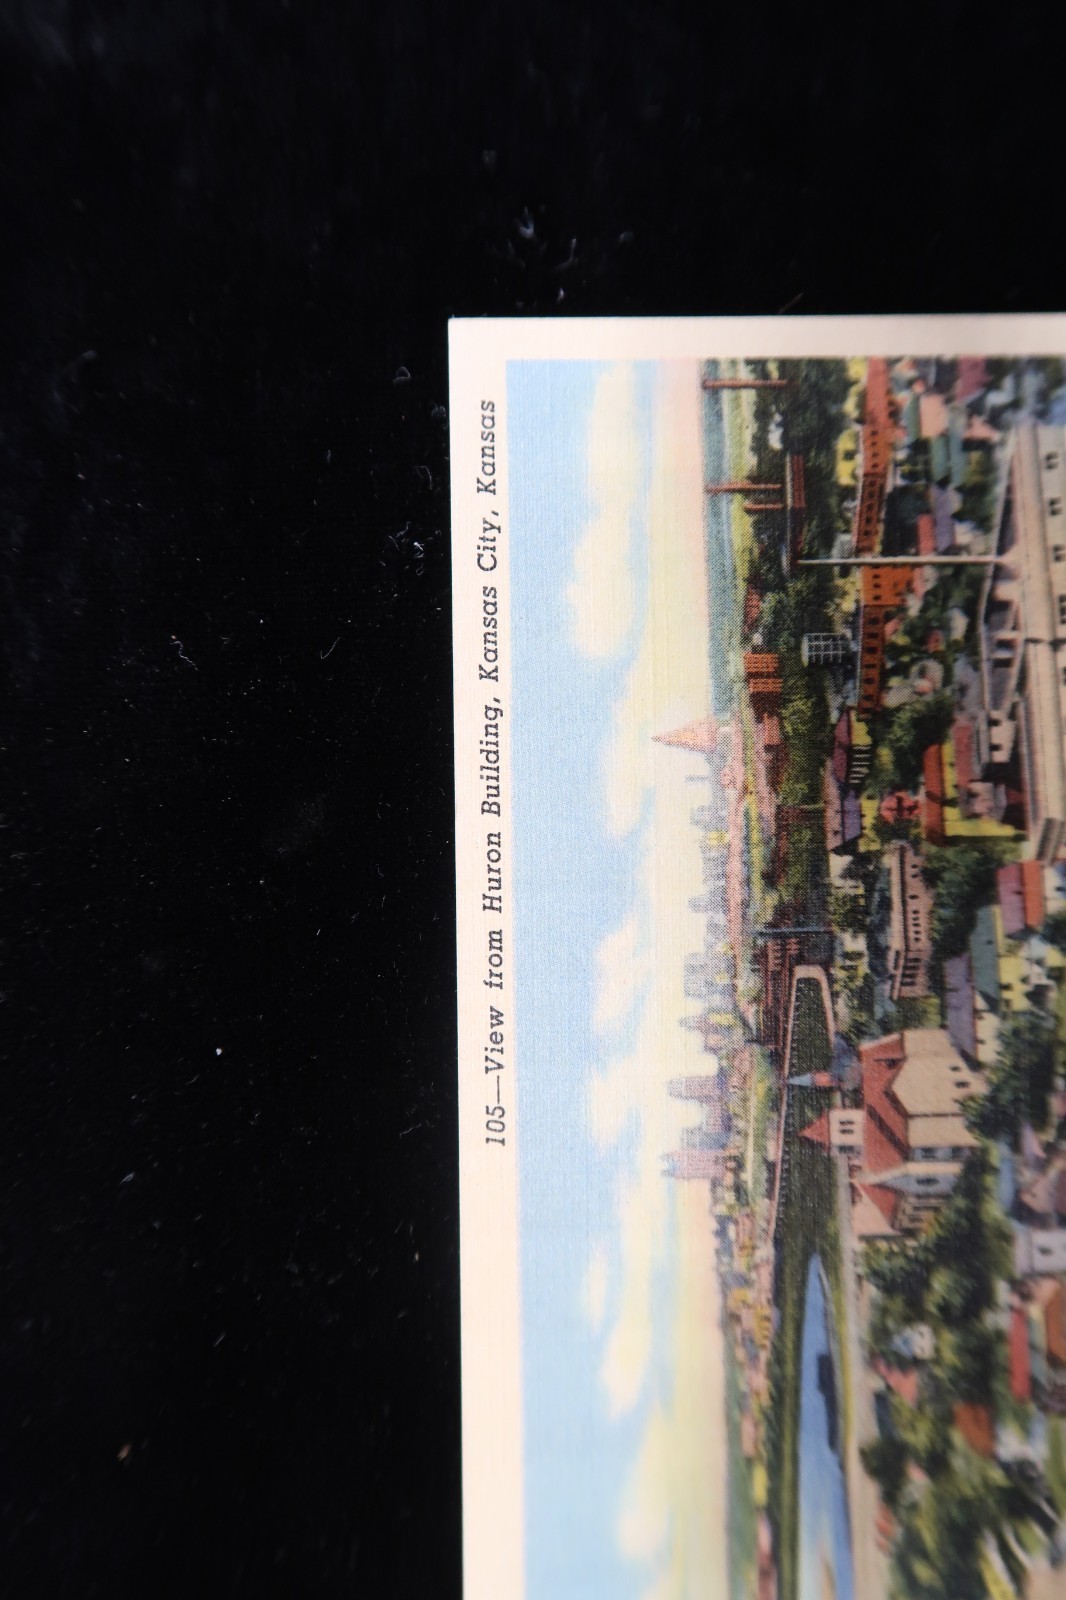 105—View from Huron Building, Kansas City, Kansas